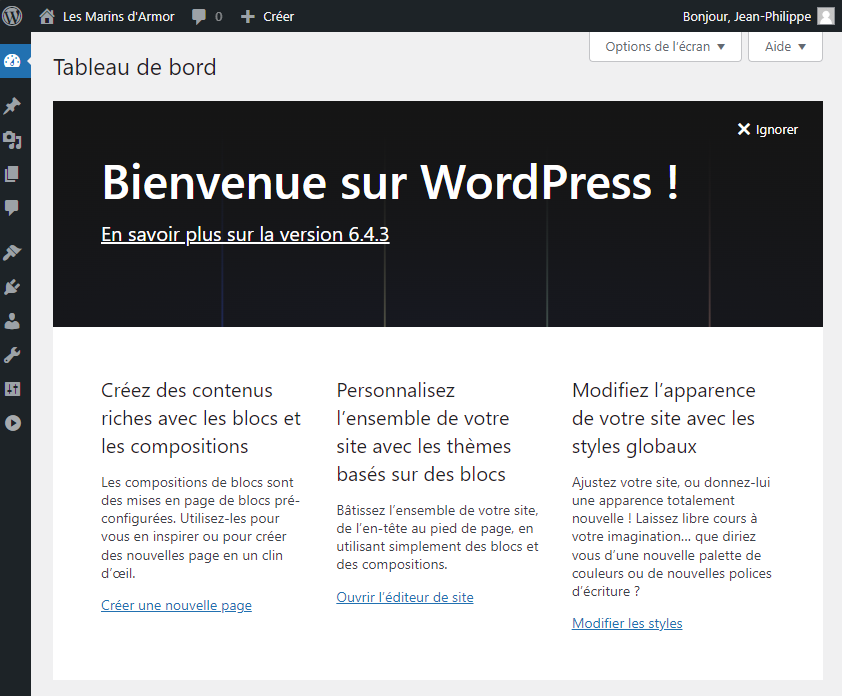 Les Marins d'Armor 0 Créer Bonjour, Jean-Philippe
Options de l'écran Aide
Tableau de bord
Ignorer
Bienvenue sur WordPress !
En savoir plus sur la version 6.4.3
Créez des contenus
riches avec les blocs et
les compositions
Les compositions de blocs sont
des mises en page de blocs pré-
configurées. Utilisez-les pour
vous en inspirer ou pour créer
des nouvelles page en un clin
d’œil.
Créer une nouvelle page
Personnalisez
l’ensemble de votre
site avec les thèmes
basés sur des blocs
Bâtissez l’ensemble de votre site,
de l’en-tête au pied de page, en
utilisant simplement des blocs et
des compositions.
Ouvrir l’éditeur de site
Modifiez l’apparence
de votre site avec les
styles globaux
Ajustez votre site, ou donnez-lui
une apparence totalement
nouvelle ! Laissez libre cours à
votre imagination… que diriez
vous d’une nouvelle palette de
couleurs ou de nouvelles polices
d’écriture ?
Modifier les styles